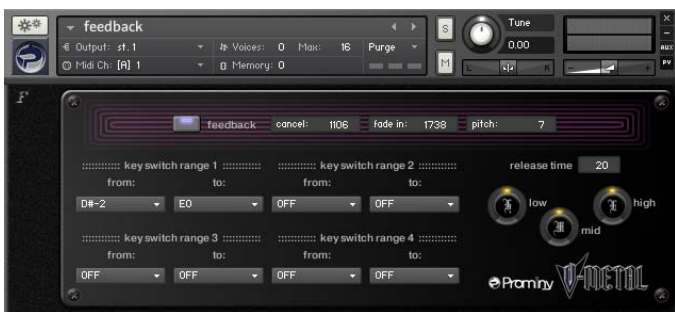 feedback
S
Tune
0.00
Output: st.1
Voices: 0 Max: 16 Purge
AUX
Midi Ch: [A] 1
Memory: 0
M
L
R
PV
F
feedback cancel: 1106 fade in: 1738 pitch: 7
key switch range 1
key switch range 2
release time 20
from: to: from: to:
D#-2 E0 OFF OFF
low
high
mid
key switch range 3
key switch range 4
from: to: from: to:
OFF OFF OFF OFF
Prominy V-METAL